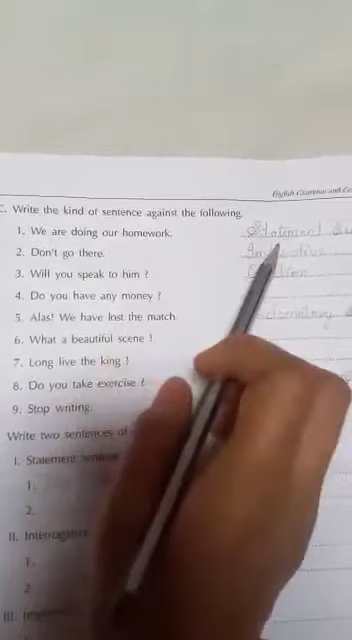 English Grammar and
C. Write the kind of sentence against the following.
1. We are doing our homework. Statement
2. Don't go there.
3. Will you speak to him ?
4. Do you have any money ?
5. Alas! We have lost the match.
6. What a beautiful scene !
7. Long live the king !
8. Do you take exercise ?
9. Stop writing.
Write two sentences of
I. Statement
1.
2.
II. Interrogative
1.
2
III.